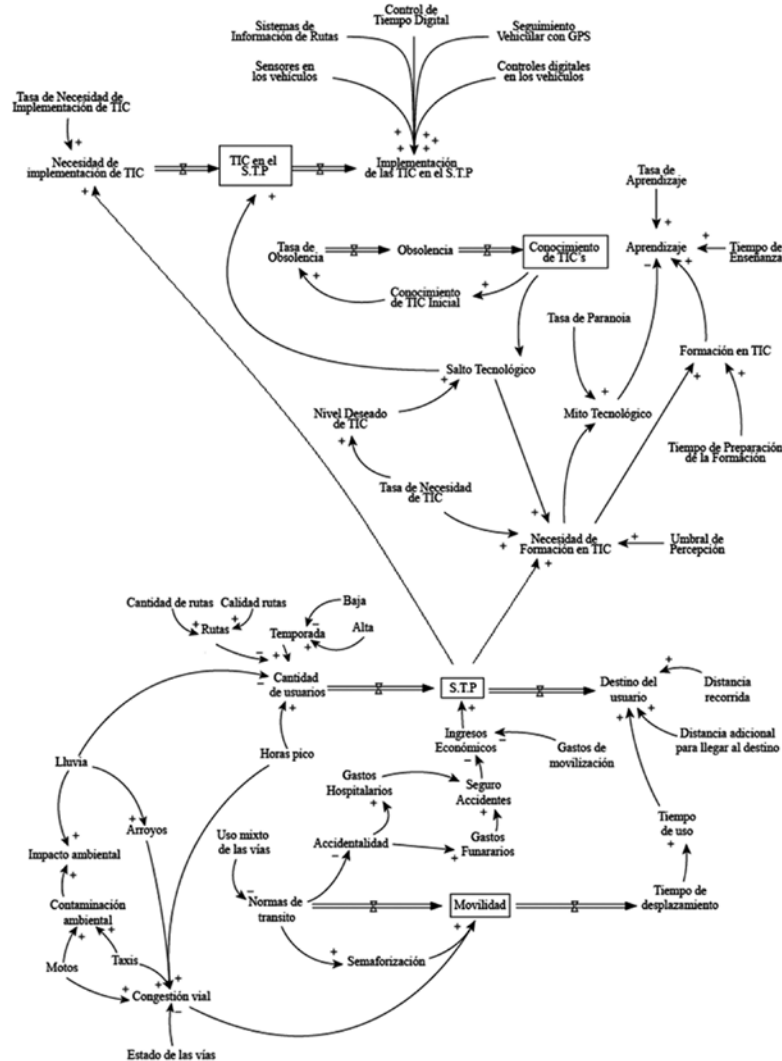 Control de
Tiempo Digital
Sistemas de
Información de Rutas
Seguimiento
Vehicular con GPS
Sensores en
los vehículos
Controles digitales
en los vehículos
Tasa de Necesidad de
Implementación de TIC
+
+
+
+
+
+
Necesidad de
implementación de TIC
+
TIC en el
S.T.P
+
Implementación
de las TIC en el S.T.P
Tasa de
Aprendizaje
+
Tasa de
Obsolencia
+
Obsolencia
Conocimiento
de TIC's
Aprendizaje
+
-
+
Tiempo de
Enseñanza
Conocimiento
de TIC Inicial
+
Tasa de Paranoia
Formación en TIC
+
+
Salto Tecnológico
+
+
Nivel Deseado
de TIC
+
Mito Tecnológico
Tiempo de Preparación
de la Formación
Tasa de Necesidad
de TIC
+
+
Necesidad de
Formación en TIC
+
+
Umbral de
Percepción
Cantidad de rutas
Calidad rutas
Baja
+
+
Rutas
-
Temporada
+
Alta
-
+
-
Cantidad
de usuarios
+
S.T.P
+
Destino del
usuario
+
+
+
Distancia
recorrida
Ingresos
Económicos
-
-
Gastos de
movilización
Distancia adicional
para llegar al destino
Lluvia
Horas pico
Gastos
Hospitalarios
+
+
Seguro
Accidentes
+
Arroyos
+
Uso mixto
de las vías
-
Accidentalidad
-
+
Gastos
Funararios
Tiempo
de uso
+
Impacto ambiental
+
+
Contaminación
ambiental
+
+
Normas de
transito
Movilidad
+
Tiempo de
desplazamiento
Motos
Taxis
+
Semaforización
+
+
+
Congestión vial
-
Estado de las vías